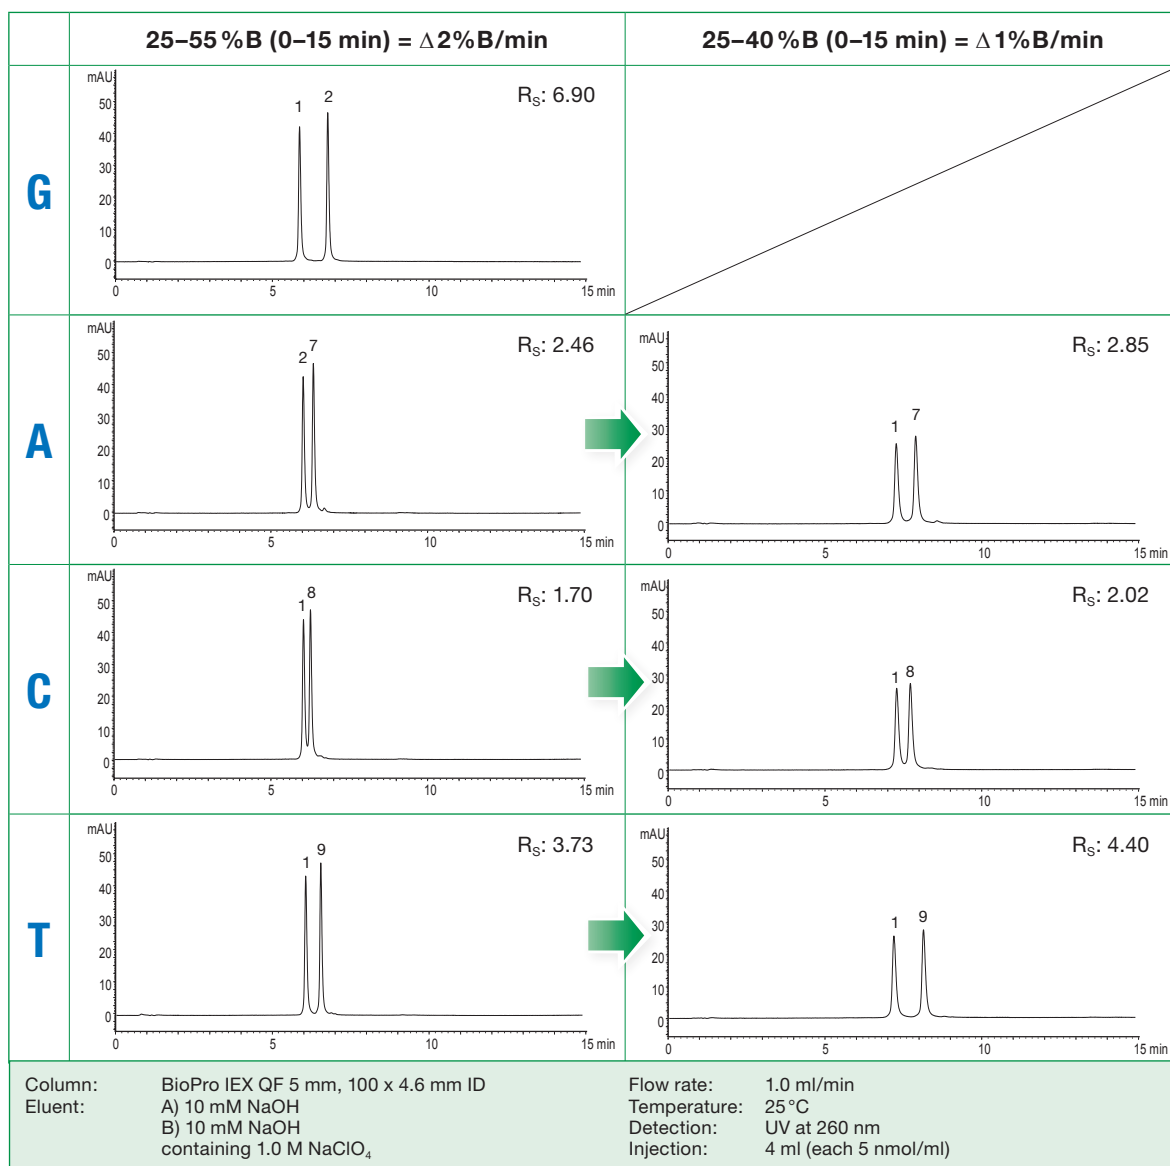 25–55 %B (0–15 min) = Δ 2%B/min
25–40 %B (0–15 min) = Δ 1%B/min
G
mAU
50
40
30
20
10
0
1
2
RS: 6.90
0
5
10
15 min
A
mAU
50
40
30
20
10
0
2
7
RS: 2.46
0
5
10
15 min
mAU
50
40
30
20
10
0
1
7
RS: 2.85
0
5
10
15 min
C
mAU
50
40
30
20
10
0
1
8
RS: 1.70
0
5
10
15 min
mAU
50
40
30
20
10
0
1
8
RS: 2.02
0
5
10
15 min
T
mAU
50
40
30
20
10
0
1
9
RS: 3.73
0
5
10
15 min
mAU
50
40
30
20
10
0
1
9
RS: 4.40
0
5
10
15 min
Column: BioPro IEX QF 5 mm, 100 x 4.6 mm ID
Eluent: A) 10 mM NaOH
B) 10 mM NaOH
containing 1.0 M NaClO4
Flow rate: 1.0 ml/min
Temperature: 25 °C
Detection: UV at 260 nm
Injection: 4 ml (each 5 nmol/ml)